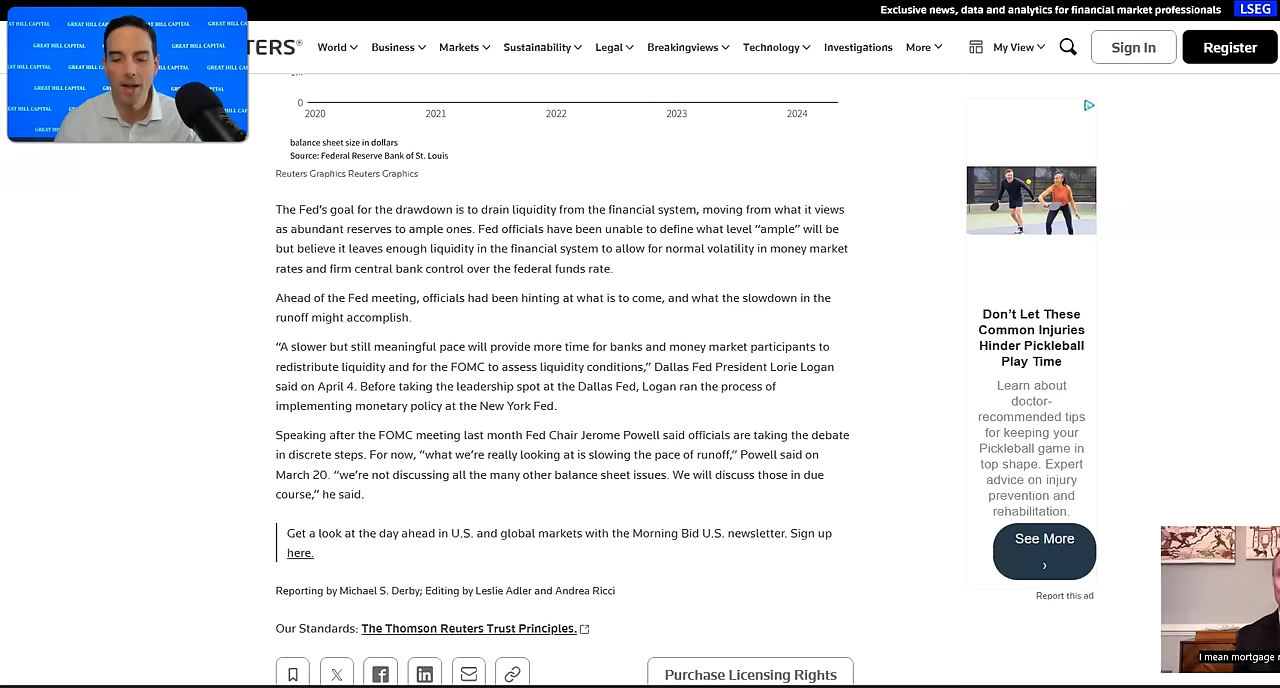 Exclusive news, data and analytics for financial market professionals LSEG
GREAT HILL CAPITAL
TERS® World Business Markets Sustainability Legal Breakingviews Technology Investigations More My View Sign In Register
0
2020 2021 2022 2023 2024
balance sheet size in dollars
Source: Federal Reserve Bank of St. Louis
Reuters Graphics Reuters Graphics
The Fed’s goal for the drawdown is to drain liquidity from the financial system, moving from what it views
as abundant reserves to ample ones. Fed officials have been unable to define what level “ample” will be
but believe it leaves enough liquidity in the financial system to allow for normal volatility in money market
rates and firm central bank control over the federal funds rate.
Ahead of the Fed meeting, officials had been hinting at what is to come, and what the slowdown in the
runoff might accomplish.
“A slower but still meaningful pace will provide more time for banks and money market participants to
redistribute liquidity and for the FOMC to assess liquidity conditions,” Dallas Fed President Lorie Logan
said on April 4. Before taking the leadership spot at the Dallas Fed, Logan ran the process of
implementing monetary policy at the New York Fed.
Speaking after the FOMC meeting last month Fed Chair Jerome Powell said officials are taking the debate
in discrete steps. For now, “what we’re really looking at is slowing the pace of runoff,” Powell said on
March 20. “we’re not discussing all the many other balance sheet issues. We will discuss those in due
course,” he said.
Get a look at the day ahead in U.S. and global markets with the Morning Bid U.S. newsletter. Sign up
here.
Reporting by Michael S. Derby; Editing by Leslie Adler and Andrea Ricci
Our Standards: The Thomson Reuters Trust Principles.
Purchase Licensing Rights
Don’t Let These
Common Injuries
Hinder Pickleball
Play Time
Learn about
doctor-
recommended tips
for keeping your
Pickleball game in
top shape. Expert
advice on injury
prevention and
rehabilitation.
See More
Report this ad
I mean mortgage